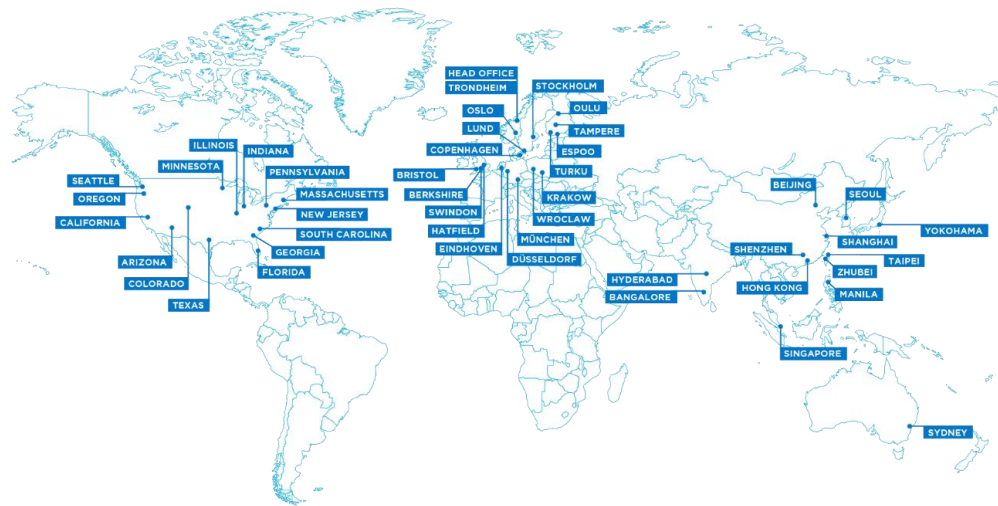 HEAD OFFICE
TRONDHEIM
STOCKHOLM
OSLO
OULU
LUND
TAMPERE
COPENHAGEN
ESPOO
TURKU
BRISTOL
BERKSHIRE
KRAKOW
SWINDON
WROCLAW
HATFIELD
MÜNCHEN
EINDHOVEN
DÜSSELDORF
ILLINOIS
INDIANA
MINNESOTA
PENNSYLVANIA
SEATTLE
MASSACHUSETTS
OREGON
NEW JERSEY
CALIFORNIA
SOUTH CAROLINA
ARIZONA
GEORGIA
COLORADO
FLORIDA
TEXAS
BEIJING
SEOUL
YOKOHAMA
SHANGHAI
SHENZHEN
TAIPEI
HYDERABAD
ZHUBEI
HONG KONG
BANGALORE
MANILA
SINGAPORE
SYDNEY